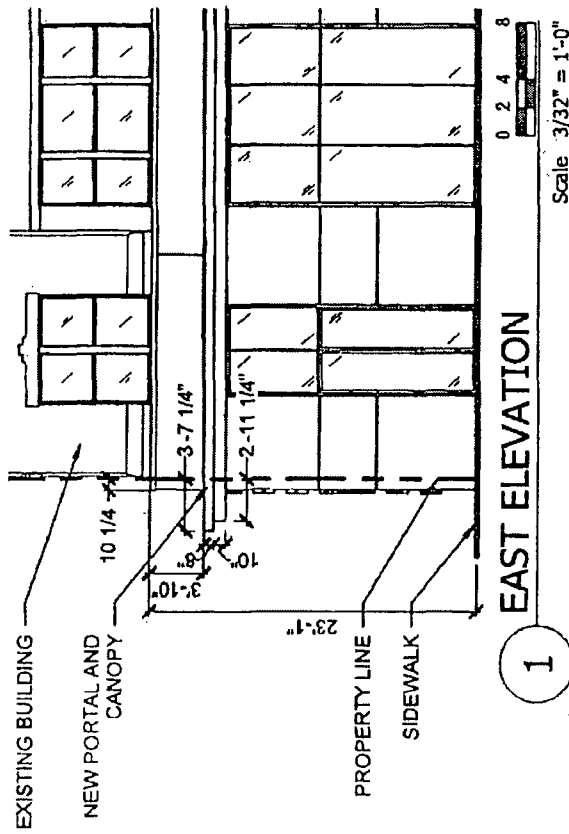 EXISTING BUILDING
NEW PORTAL AND
CANOPY
10 1/4
3'-10"
8"
10"
3 -7 1/4"
2 -11 1/4"
23'-1"
PROPERTY LINE
SIDEWALK
1
EAST ELEVATION
0 2 4 8
Scale 3/32" = 1'-0"